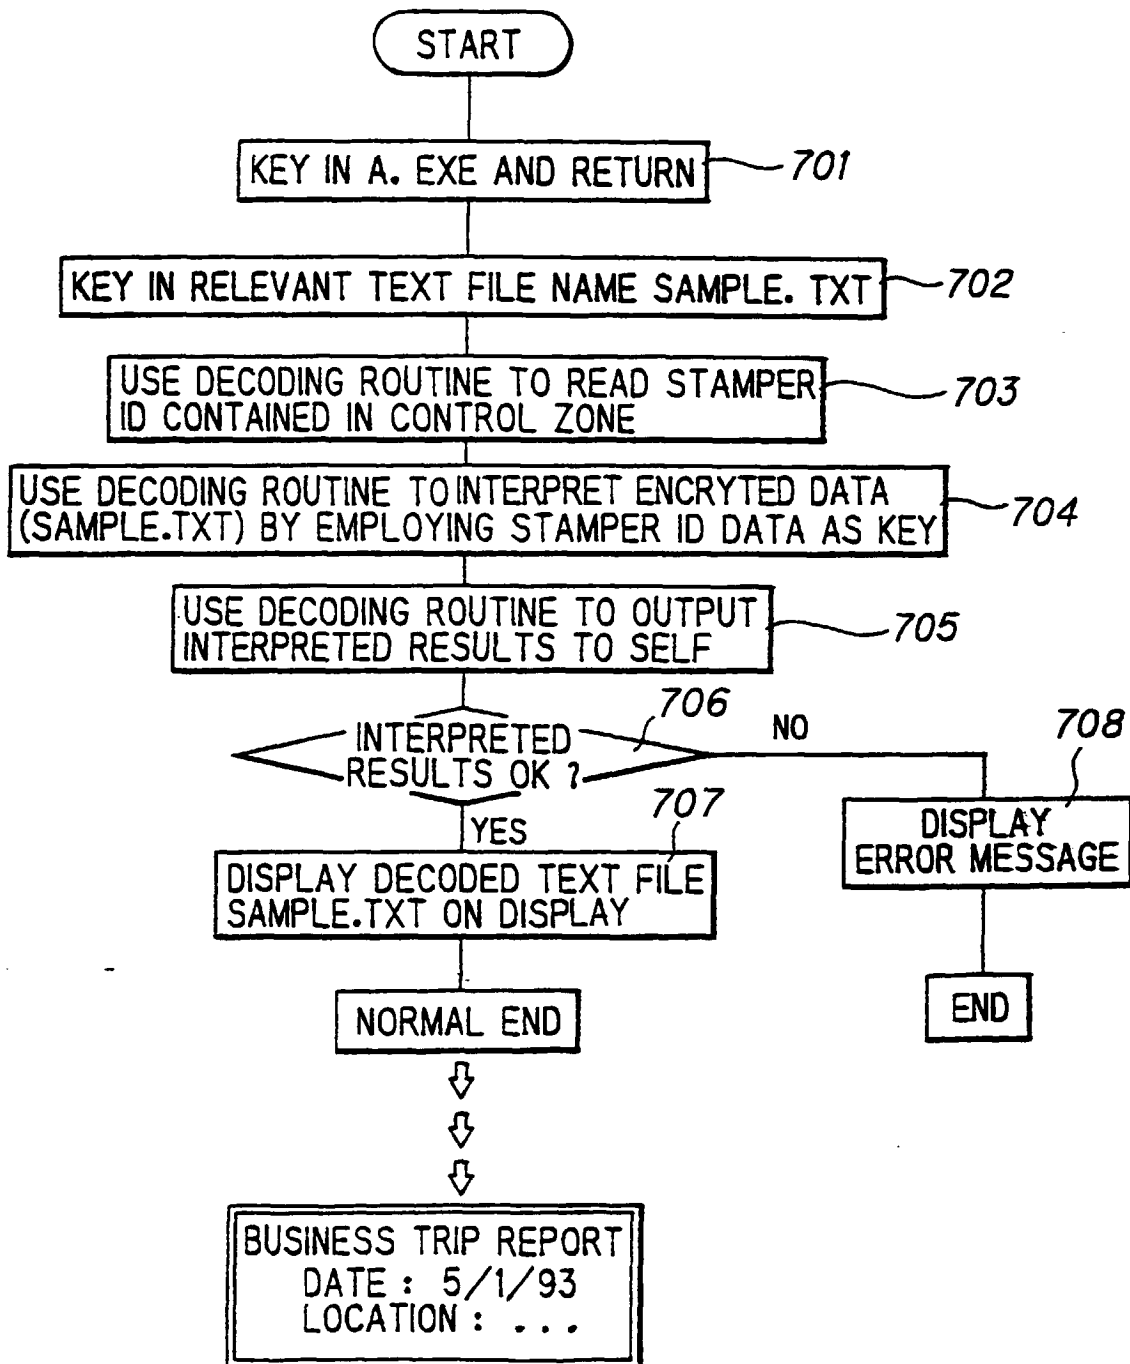 START
KEY IN A. EXE AND RETURN
701
KEY IN RELEVANT TEXT FILE NAME SAMPLE. TXT
702
USE DECODING ROUTINE TO READ STAMPER
ID CONTAINED IN CONTROL ZONE
703
USE DECODING ROUTINE TO INTERPRET ENCRYTED DATA
(SAMPLE.TXT) BY EMPLOYING STAMPER ID DATA AS KEY
704
USE DECODING ROUTINE TO OUTPUT
INTERPRETED RESULTS TO SELF
705
INTERPRETED
RESULTS OK ?
706
NO
708
DISPLAY
ERROR MESSAGE
END
YES
707
DISPLAY DECODED TEXT FILE
SAMPLE.TXT ON DISPLAY
NORMAL END
BUSINESS TRIP REPORT
DATE : 5/1/93
LOCATION : ...